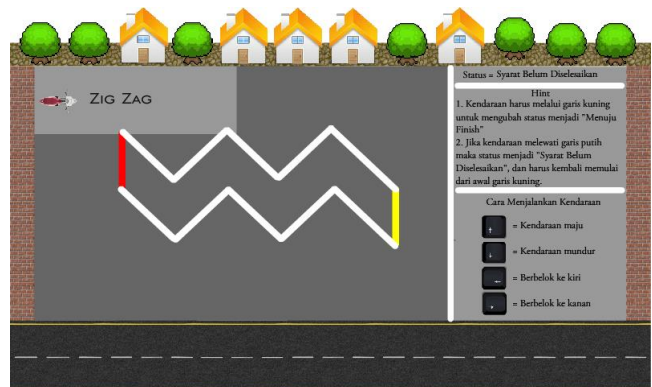 ZIG ZAG
Status = Syarat Belum Diselesaikan
Hint
1. Kendaraan harus melalui garis kuning
untuk mengubah status menjadi "Menuju
Finish"
2. Jika kendaraan melewati garis putih
maka status menjadi "Syarat Belum
Diselesaikan", dan harus kembali memulai
dari awal garis kuning.
Cara Menjalankan Kendaraan
↑ = Kendaraan maju
↓ = Kendaraan mundur
← = Berbelok ke kiri
= Berbelok ke kanan